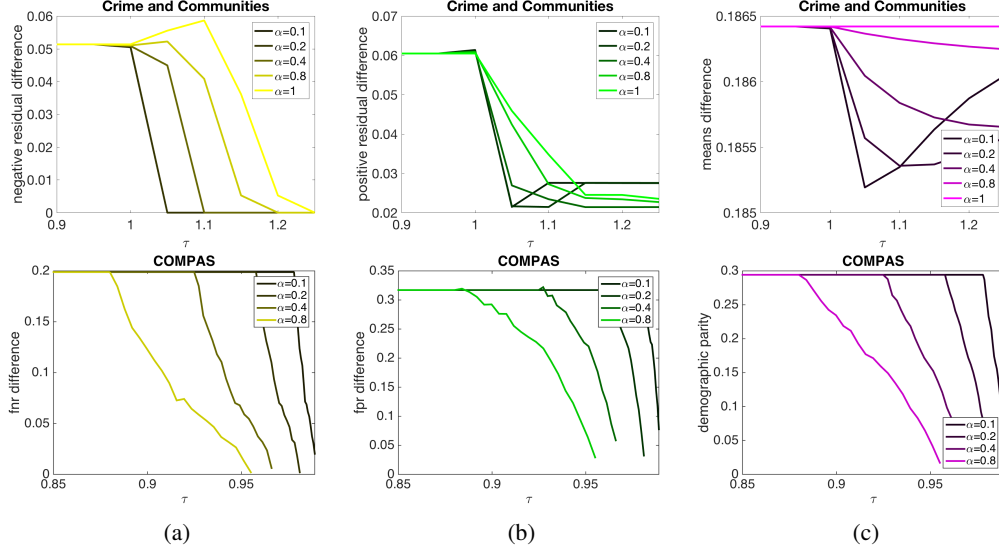 Crime and Communities
negative residual difference
0.07
0.06
0.05
0.04
0.03
0.02
0.01
0
0.9
1
1.1
1.2
τ
α=0.1
α=0.2
α=0.4
α=0.8
α=1
Crime and Communities
positive residual difference
0.07
0.06
0.05
0.04
0.03
0.02
0.9
1
1.1
1.2
τ
α=0.1
α=0.2
α=0.4
α=0.8
α=1
Crime and Communities
means difference
0.1865
0.186
0.1855
0.185
0.9
1
1.1
1.2
τ
α=0.1
α=0.2
α=0.4
α=0.8
α=1
COMPAS
fnr difference
0.2
0.15
0.1
0.05
0
0.85
0.9
0.95
τ
α=0.1
α=0.2
α=0.4
α=0.8
(a)
COMPAS
fpr difference
0.35
0.3
0.25
0.2
0.15
0.1
0.05
0
0.85
0.9
0.95
τ
α=0.1
α=0.2
α=0.4
α=0.8
(b)
COMPAS
demographic parity
0.3
0.25
0.2
0.15
0.1
0.05
0
0.85
0.9
0.95
τ
α=0.1
α=0.2
α=0.4
α=0.8
(c)